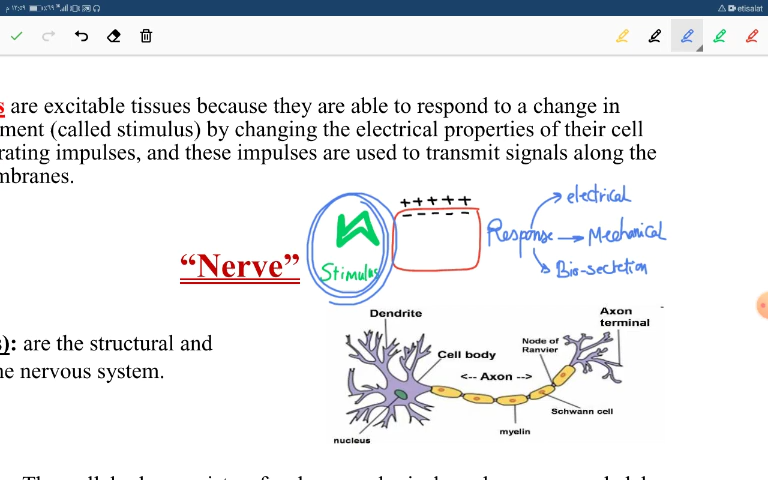 etisalat
s are excitable tissues because they are able to respond to a change in
ment (called stimulus) by changing the electrical properties of their cell
rating impulses, and these impulses are used to transmit signals along the
mbranes.
+++++
-----
electrical
Response → Mechanical
Bio-secretion
Stimulus
“Nerve”
Dendrite
Axon
terminal
Node of
Ranvier
Cell body
<-- Axon -->
Schwann cell
myelin
nucleus
s): are the structural and
ne nervous system.